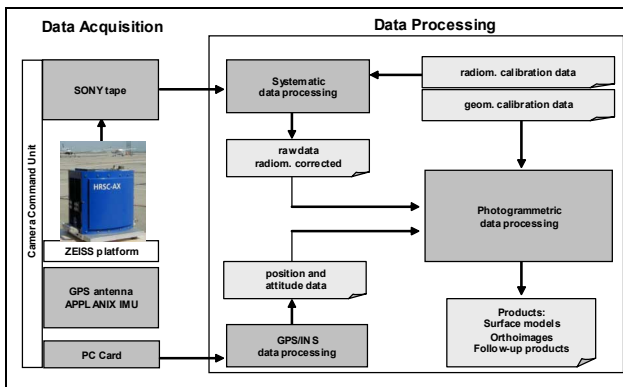 Data Acquisition
Data Processing
Camera Command Unit
SONY tape
HRSC-AX
ZEISS platform
GPS antenna
APPLANIX IMU
PC Card
Systematic
data processing
radiom. calibration data
geom. calibration data
raw data
radiom. corrected
Photogrammetric
data processing
position and
attitude data
GPS/INS
data processing
Products:
Surface models
Orthoimages
Follow-up products